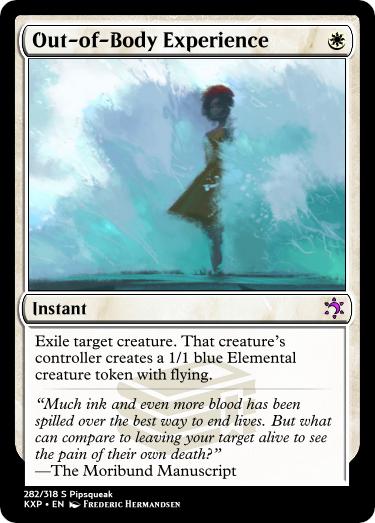 Out-of-Body Experience
Instant
Exile target creature. That creature's
controller creates a 1/1 blue Elemental
creature token with flying.
“Much ink and even more blood has been
spilled over the best way to end lives. But what
can compare to leaving your target alive to see
the pain of their own death?”
—The Moribund Manuscript
282/318 S Pipsqueak
KXP • EN Frederic Hermandsen